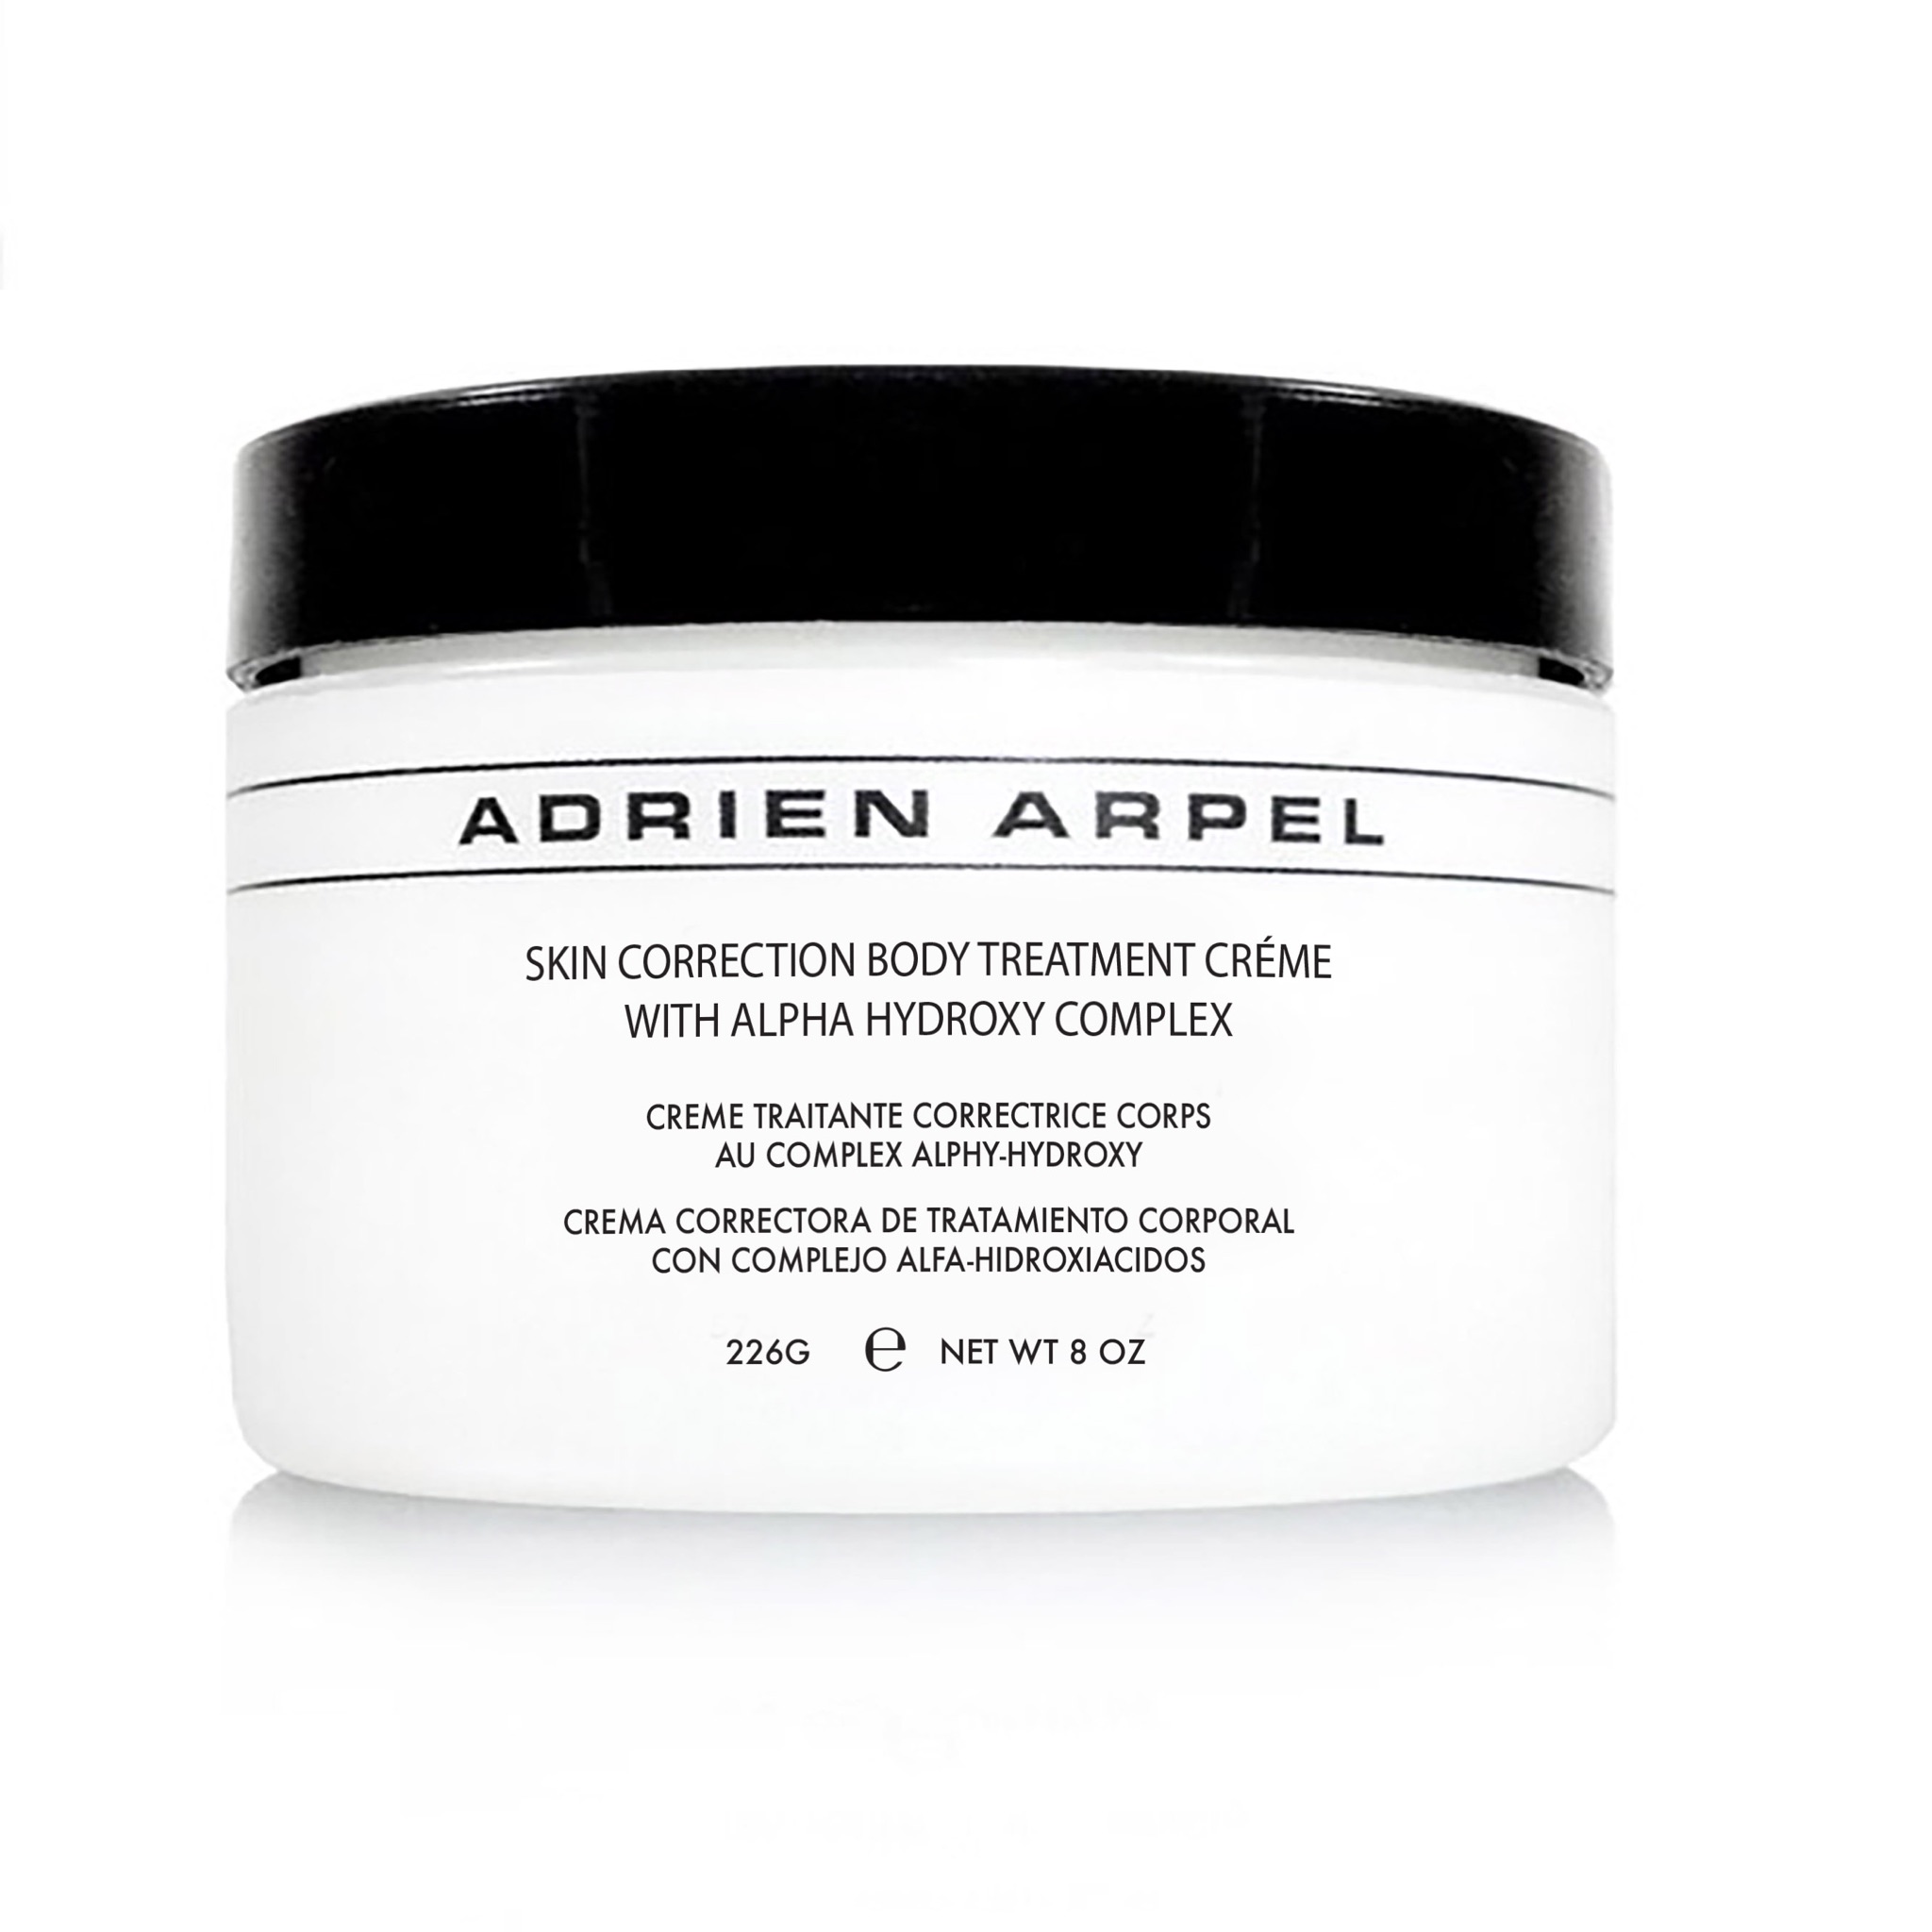 ADRIEN ARPEL
SKIN CORRECTION BODY TREATMENT CRÉME
WITH ALPHA HYDROXY COMPLEX
CREME TRAITANTE CORRECTRICE CORPS
AU COMPLEX ALPHY-HYDROXY
CREMA CORRECTORA DE TRATAMIENTO CORPORAL
CON COMPLEJO ALFA-HIDROXIACIDOS
226G ℮ NET WT 8 OZ